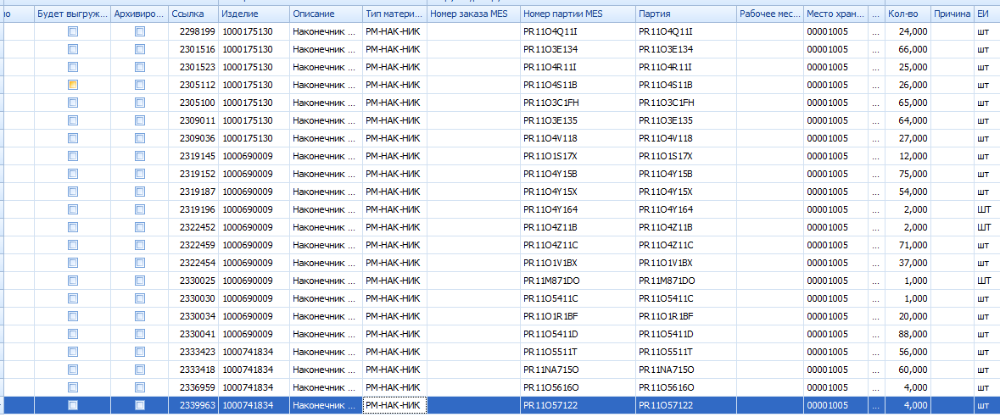 ıo Будет выгруж... Архивиро... Ссылка Изделие Описание Тип матери... Номер заказа MES Номер партии MES Партия Рабочее мес... Место хран... ... Кол-во Причина ЕИ
2298199 1000175130 Наконечник ... РМ-НАК-НИК PR11O4Q11I PR11O4Q11I 00001005 ... 24,000 шт
2301516 1000175130 Наконечник ... РМ-НАК-НИК PR11O3E134 PR11O3E134 00001005 ... 66,000 шт
2301523 1000175130 Наконечник ... РМ-НАК-НИК PR11O4R11I PR11O4R11I 00001005 ... 25,000 шт
2305112 1000175130 Наконечник ... РМ-НАК-НИК PR11O4S11B PR11O4S11B 00001005 ... 26,000 шт
2305100 1000175130 Наконечник ... РМ-НАК-НИК PR11O3C1FH PR11O3C1FH 00001005 ... 65,000 шт
2309011 1000175130 Наконечник ... РМ-НАК-НИК PR11O3E135 PR11O3E135 00001005 ... 64,000 шт
2309036 1000175130 Наконечник ... РМ-НАК-НИК PR11O4V118 PR11O4V118 00001005 ... 27,000 шт
2319145 1000690009 Наконечник ... РМ-НАК-НИК PR11O1S17X PR11O1S17X 00001005 ... 12,000 шт
2319152 1000690009 Наконечник ... РМ-НАК-НИК PR11O4Y15B PR11O4Y15B 00001005 ... 75,000 шт
2319187 1000690009 Наконечник ... РМ-НАК-НИК PR11O4Y15X PR11O4Y15X 00001005 ... 54,000 шт
2319196 1000690009 Наконечник ... РМ-НАК-НИК PR11O4Y164 PR11O4Y164 00001005 ... 2,000 ШТ
2322452 1000690009 Наконечник ... РМ-НАК-НИК PR11O4Z11B PR11O4Z11B 00001005 ... 2,000 ШТ
2322459 1000690009 Наконечник ... РМ-НАК-НИК PR11O4Z11C PR11O4Z11C 00001005 ... 71,000 шт
2322454 1000690009 Наконечник ... РМ-НАК-НИК PR11O1V1BX PR11O1V1BX 00001005 ... 37,000 шт
2330025 1000690009 Наконечник ... РМ-НАК-НИК PR11M871DO PR11M871DO 00001005 ... 1,000 ШТ
2330030 1000690009 Наконечник ... РМ-НАК-НИК PR11O5411C PR11O5411C 00001005 ... 1,000 шт
2330034 1000690009 Наконечник ... РМ-НАК-НИК PR11O1R1BF PR11O1R1BF 00001005 ... 20,000 шт
2330041 1000690009 Наконечник ... РМ-НАК-НИК PR11O5411D PR11O5411D 00001005 ... 88,000 шт
2333423 1000741834 Наконечник ... РМ-НАК-НИК PR11O5511T PR11O5511T 00001005 ... 56,000 шт
2333418 1000741834 Наконечник ... РМ-НАК-НИК PR11NA715O PR11NA715O 00001005 ... 60,000 шт
2336959 1000741834 Наконечник ... РМ-НАК-НИК PR11O5616O PR11O5616O 00001005 ... 4,000 шт
2339963 1000741834 Наконечник ... РМ-НАК-НИК PR11O57122 PR11O57122 00001005 ... 4,000 шт